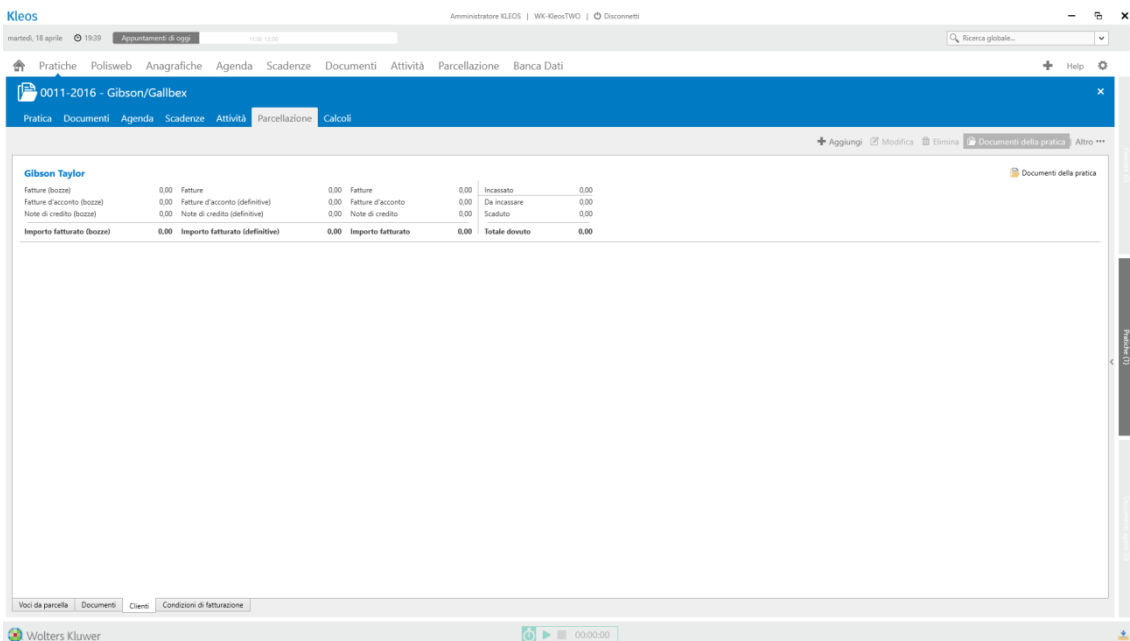 Kleos
Amministratore KLEOS | WK-KleosTWO | Disconnetti
martedì, 18 aprile 19:39 Appuntamenti di oggi
Ricerca globale...
Pratiche Polisweb Anagrafiche Agenda Scadenze Documenti Attività Parcellazione Banca Dati
Help
0011-2016 - Gibson/Gallbex
Pratica Documenti Agenda Scadenze Attività Parcellazione Calcoli
Aggiungi Modifica Elimina Documenti della pratica Altro •••
Gibson Taylor
Documenti della pratica
Fatture (bozze) 0,00 Fatture 0,00 Fatture 0,00 Incassato 0,00
Fatture d'acconto (bozze) 0,00 Fatture d'acconto (definitive) 0,00 Fatture d'acconto 0,00 Da incassare 0,00
Note di credito (bozze) 0,00 Note di credito (definitive) 0,00 Note di credito 0,00 Scaduto 0,00
Importo fatturato (bozze) 0,00 Importo fatturato (definitive) 0,00 Importo fatturato 0,00 Totale dovuto 0,00
Pratiche (1)
Voci da parcella Documenti Clienti Condizioni di fatturazione
Wolters Kluwer
00:00:00